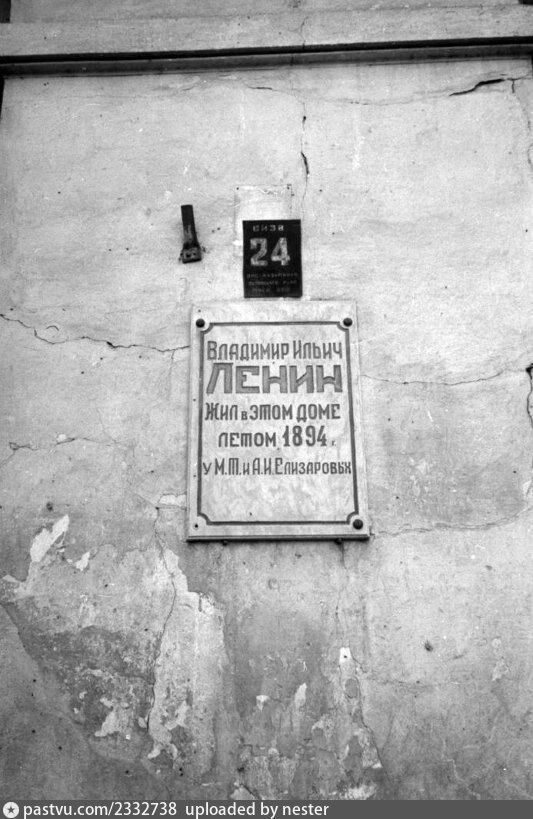 24
ВЛАДИМИР ИЛЬИЧ
ЛЕНИН
ЖИЛ в ЭТОМ ДОМЕ
ЛЕТОМ 1894 г.
У М.Т. и А.И. ЕЛИЗАРОВЫХ
pastvu.com/2332738 uploaded by nester